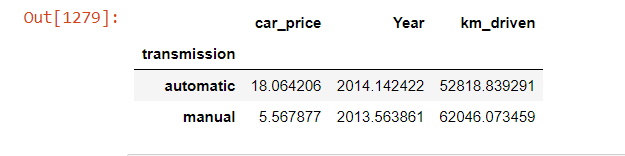 Out[1279]:
car_price Year km_driven
transmission
automatic 18.064206 2014.142422 52818.839291
manual 5.567877 2013.563861 62046.073459